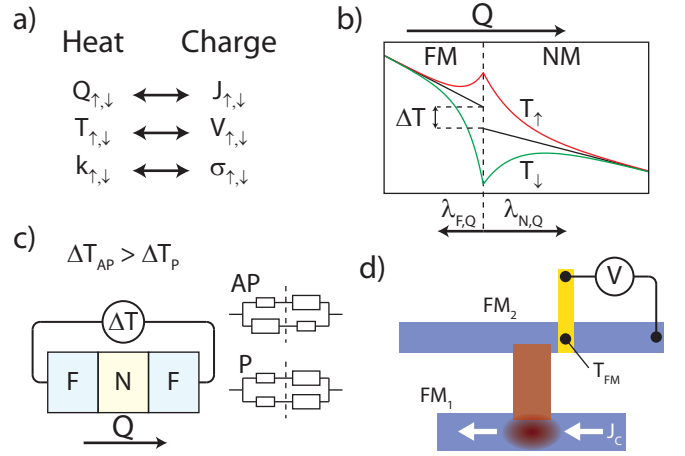 a)
Heat Charge
Q↑,↓ ↔ J↑,↓
T↑,↓ ↔ V↑,↓
k↑,↓ ↔ σ↑,↓
b)
Q
FM NM
ΔT
T↑
T↓
λF,Q λN,Q
c)
ΔTAP > ΔTP
ΔT
F N F
Q
AP
P
d)
V
FM2
TFM
FM1
JC